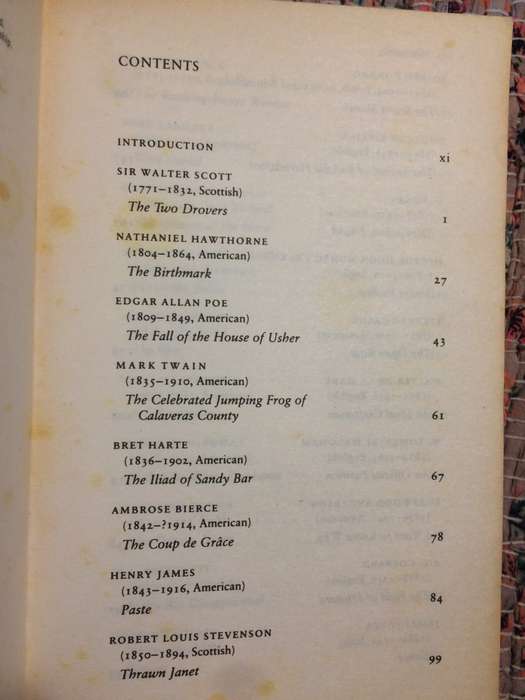 CONTENTS
INTRODUCTION xi
SIR WALTER SCOTT
(1771–1832, Scottish)
The Two Drovers 1
NATHANIEL HAWTHORNE
(1804–1864, American)
The Birthmark 27
EDGAR ALLAN POE
(1809–1849, American)
The Fall of the House of Usher 43
MARK TWAIN
(1835–1910, American)
The Celebrated Jumping Frog of
Calaveras County 61
BRET HARTE
(1836–1902, American)
The Iliad of Sandy Bar 67
AMBROSE BIERCE
(1842–?1914, American)
The Coup de Grâce 78
HENRY JAMES
(1843–1916, American)
Paste 84
ROBERT LOUIS STEVENSON
(1850–1894, Scottish)
Thrawn Janet 99